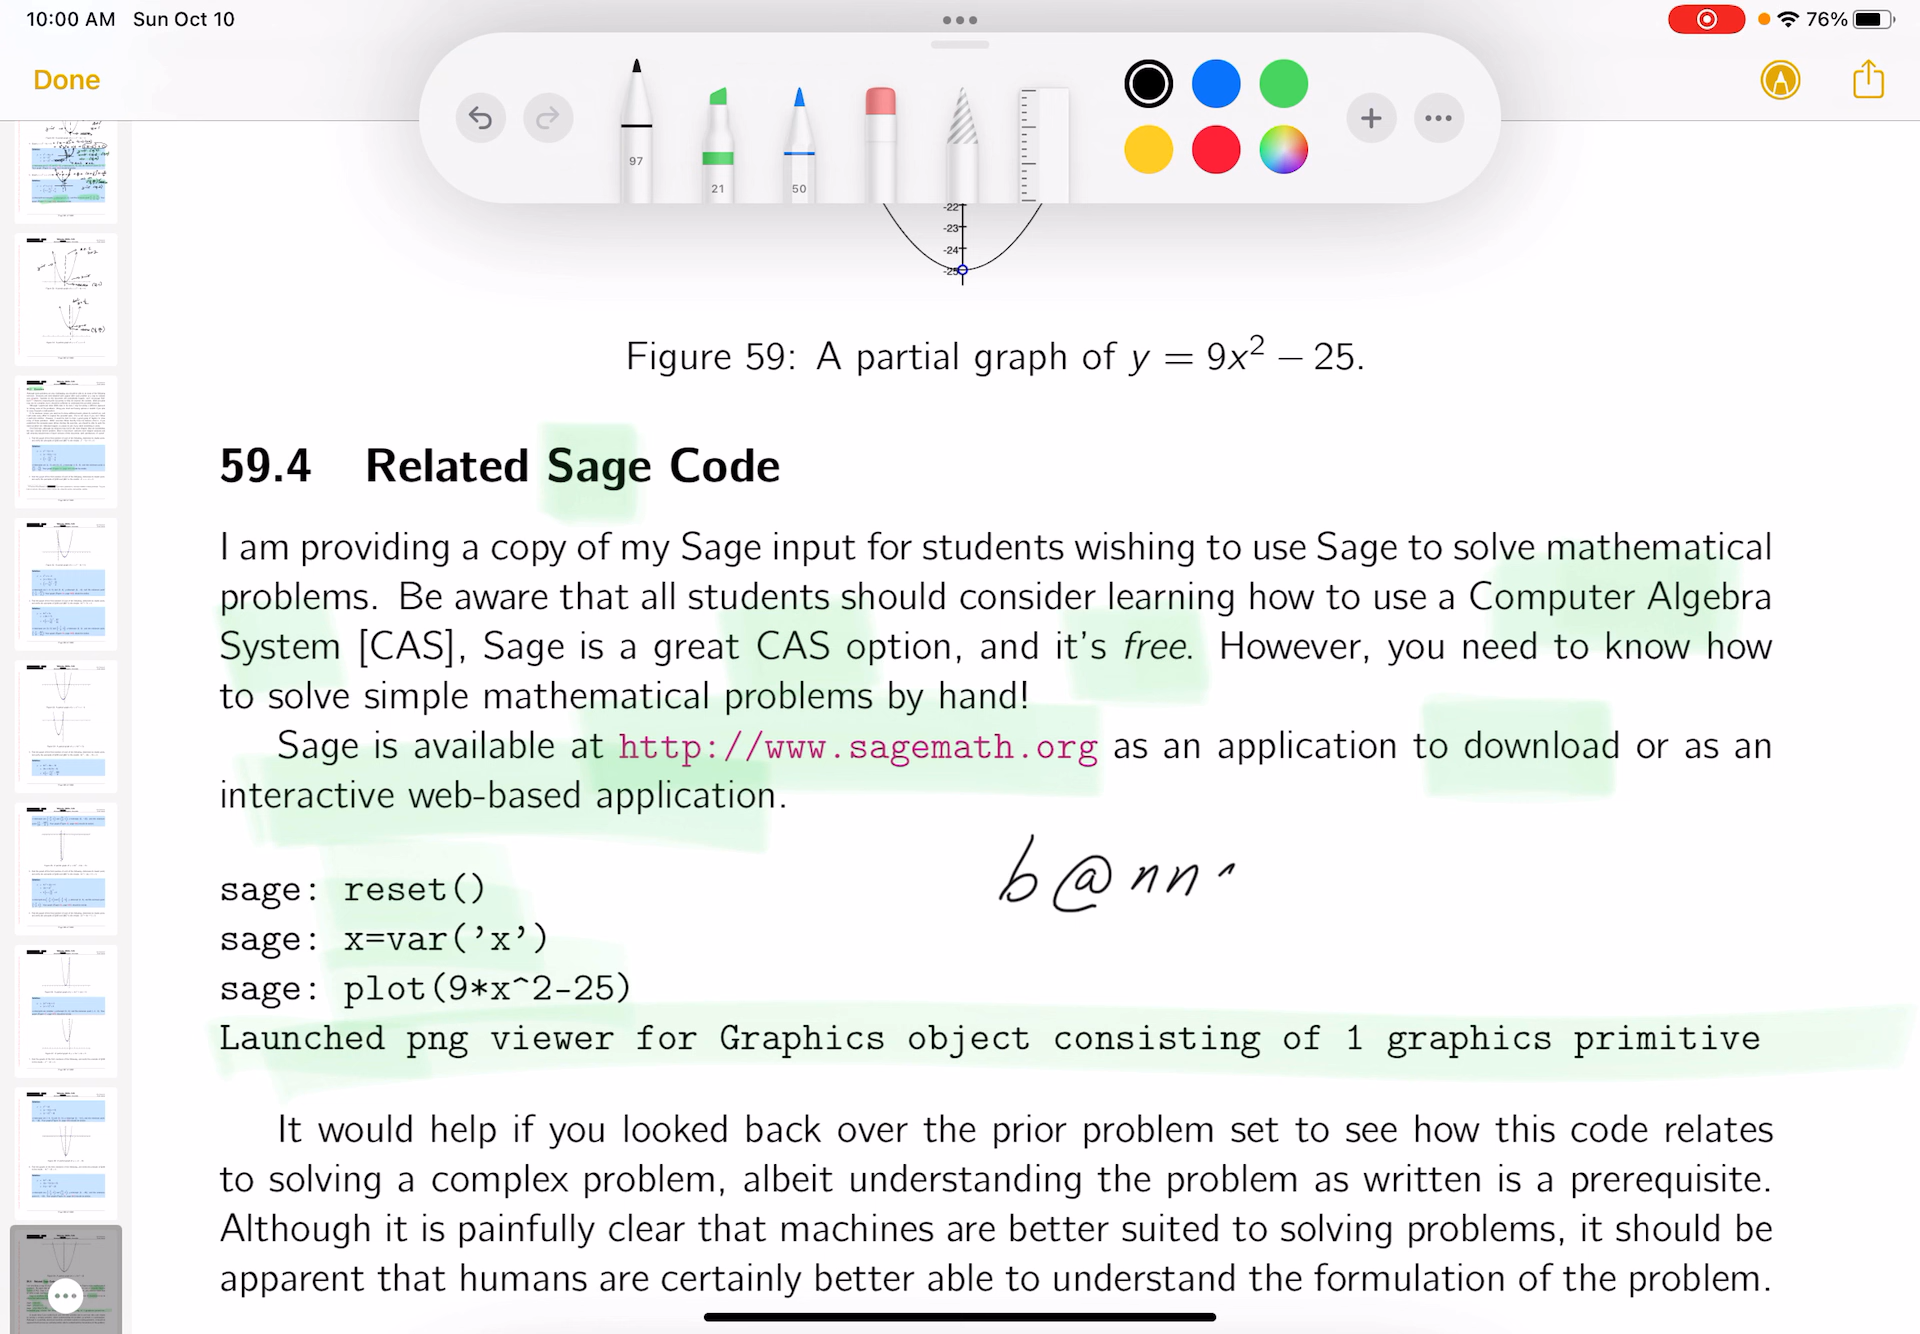 10:00 AM Sun Oct 10
76%
Done
97
21
50
-22
-23
-24
-25
Figure 59: A partial graph of y = 9x² − 25.
59.4 Related Sage Code
I am providing a copy of my Sage input for students wishing to use Sage to solve mathematical
problems. Be aware that all students should consider learning how to use a Computer Algebra
System [CAS], Sage is a great CAS option, and it's free. However, you need to know how
to solve simple mathematical problems by hand!
Sage is available at http://www.sagemath.org as an application to download or as an
interactive web-based application.
b@nn
sage: reset()
sage: x=var('x')
sage: plot(9*x^2-25)
Launched png viewer for Graphics object consisting of 1 graphics primitive
It would help if you looked back over the prior problem set to see how this code relates
to solving a complex problem, albeit understanding the problem as written is a prerequisite.
Although it is painfully clear that machines are better suited to solving problems, it should be
apparent that humans are certainly better able to understand the formulation of the problem.